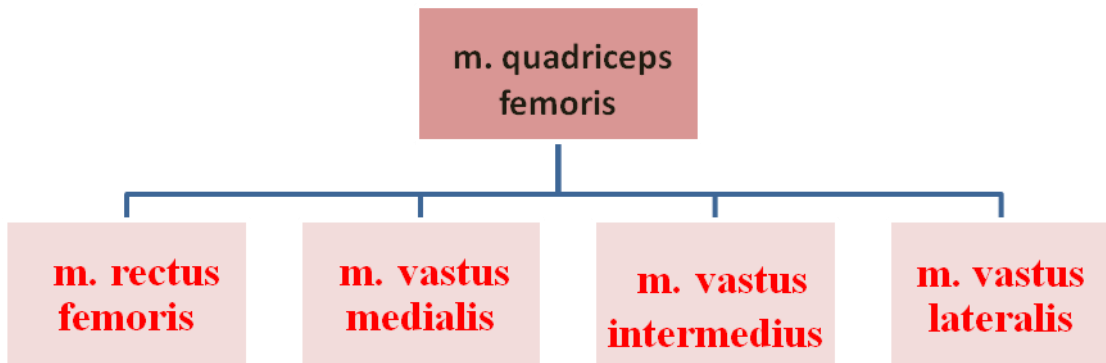 m. quadriceps
femoris
m. rectus
femoris
m. vastus
medialis
m. vastus
intermedius
m. vastus
lateralis